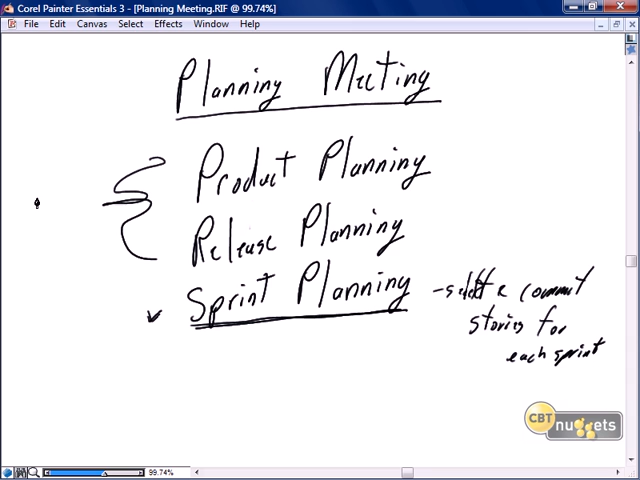 Corel Painter Essentials 3 - [Planning Meeting.RIF @ 99.74%]
File Edit Canvas Select Effects Window Help
Planning Meeting
Product Planning
Release Planning
Sprint Planning - select & commit
stories for
each sprint
CBT nuggets
99.74%